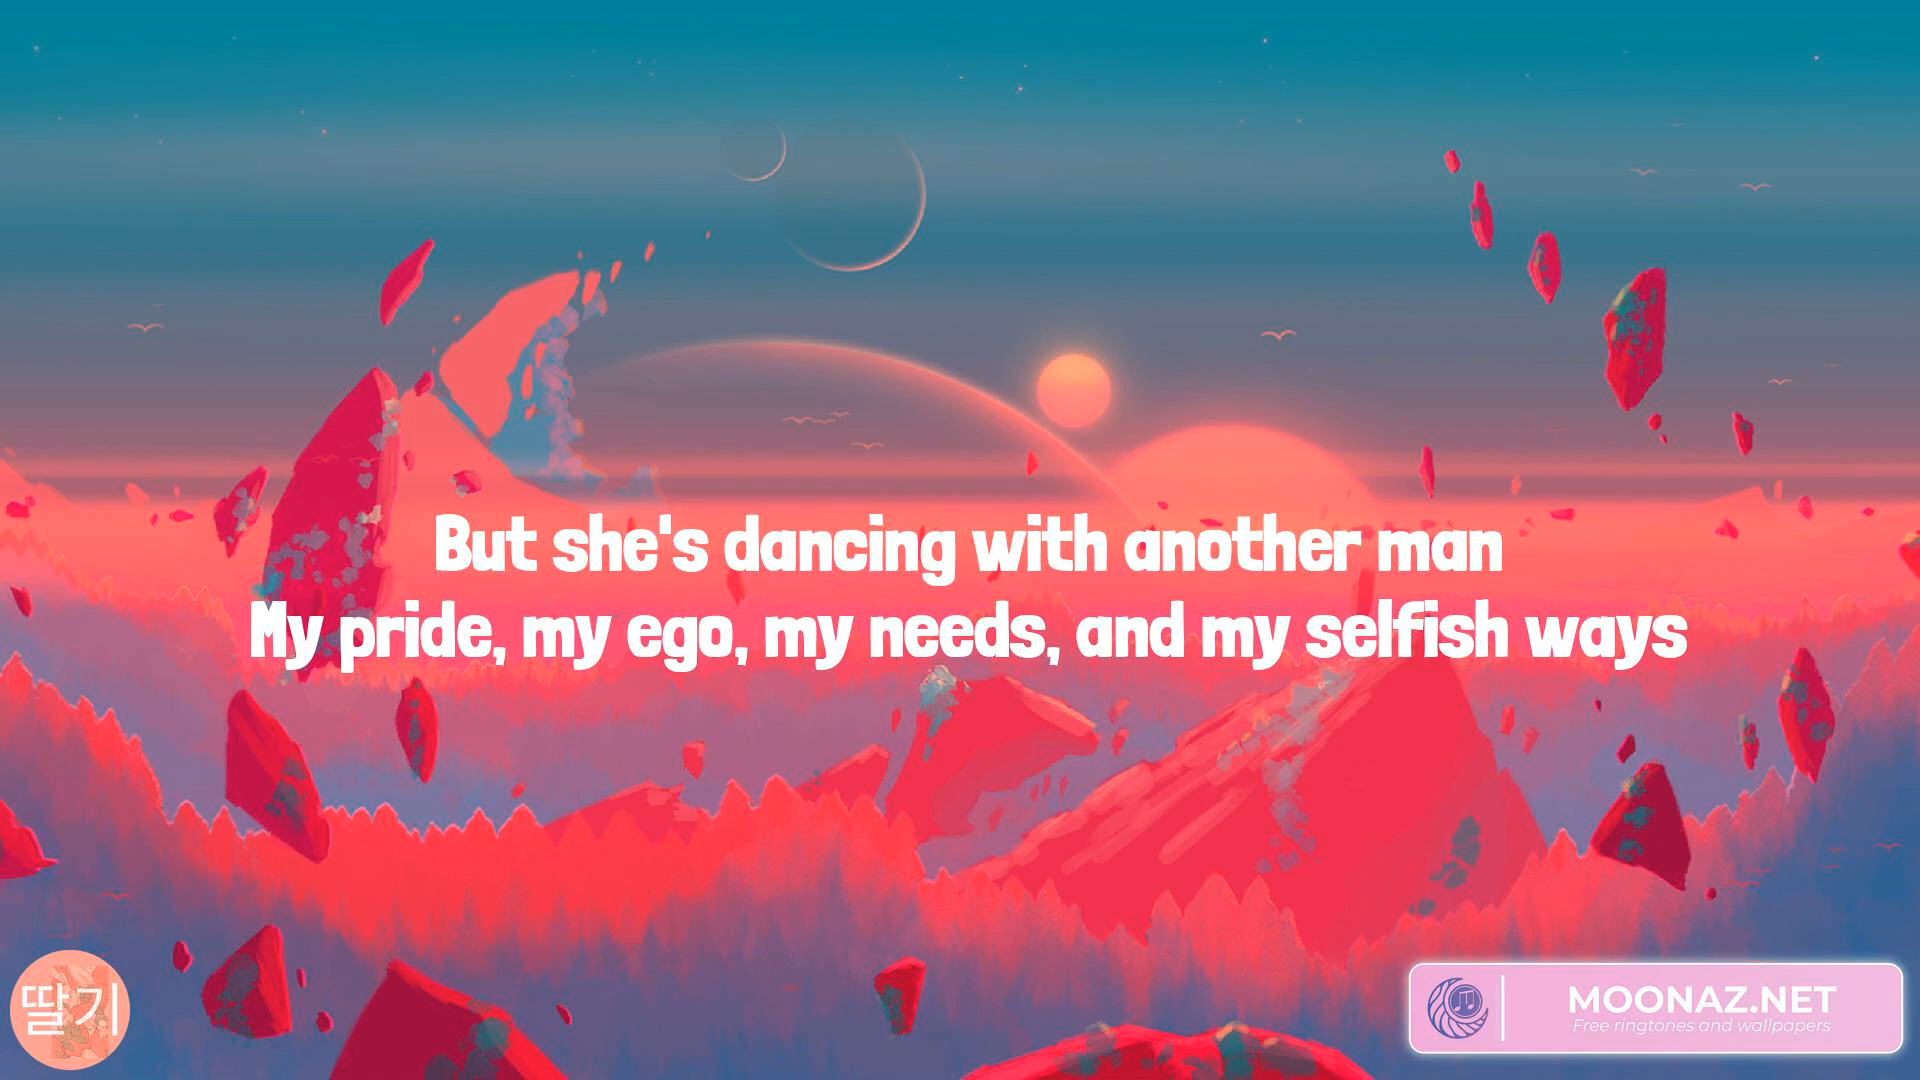 But she's dancing with another man
My pride, my ego, my needs, and my selfish ways
딸기
MOONAZ.NET
Free ringtones and wallpapers